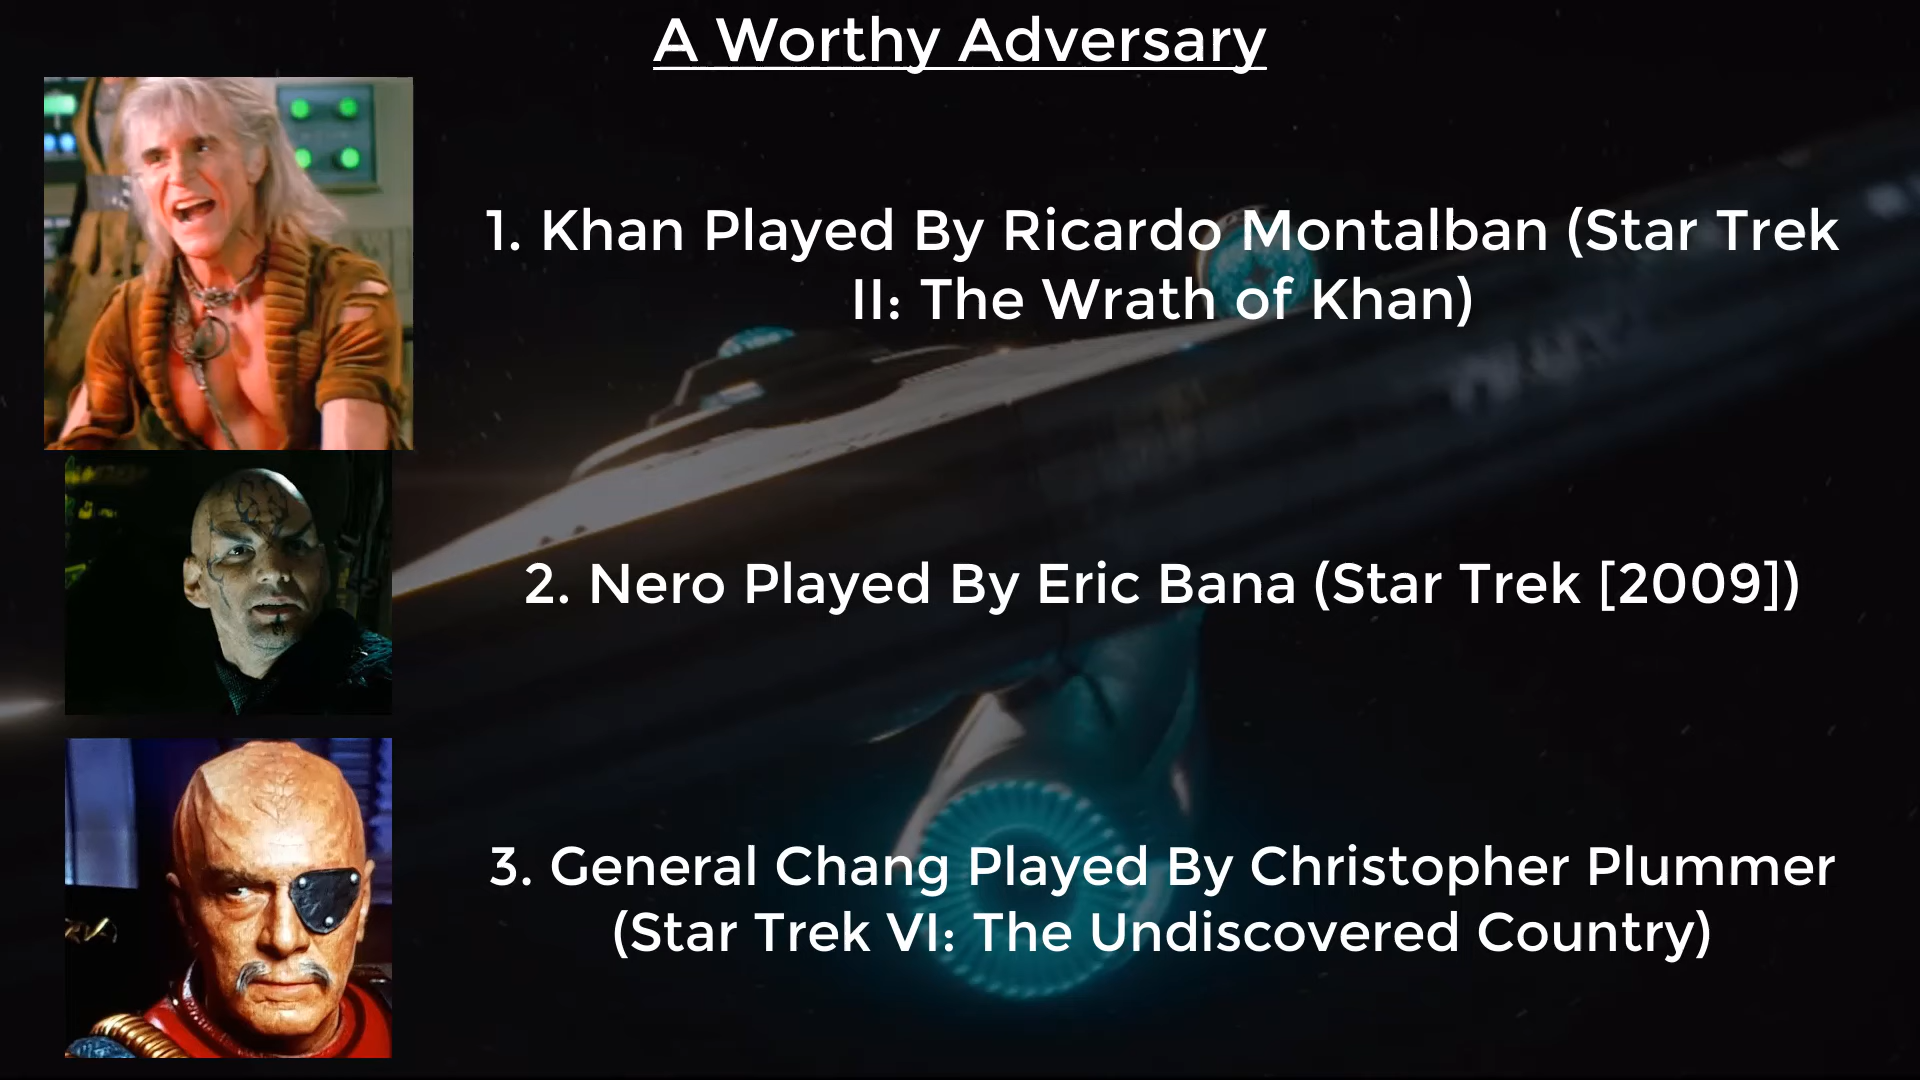 A Worthy Adversary
1. Khan Played By Ricardo Montalban (Star Trek
II: The Wrath of Khan)
2. Nero Played By Eric Bana (Star Trek [2009])
3. General Chang Played By Christopher Plummer
(Star Trek VI: The Undiscovered Country)